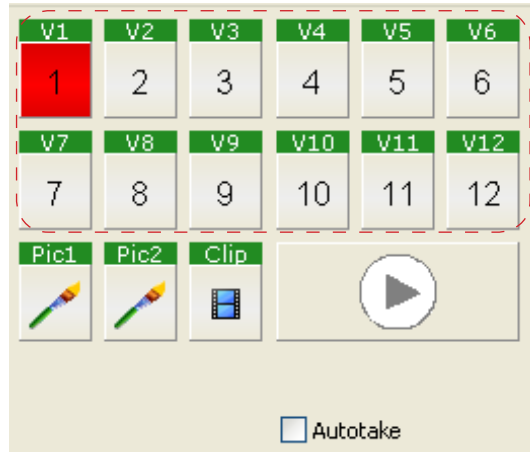 V1 V2 V3 V4 V5 V6
1 2 3 4 5 6
V7 V8 V9 V10 V11 V12
7 8 9 10 11 12
Pic1 Pic2 Clip
Autotake